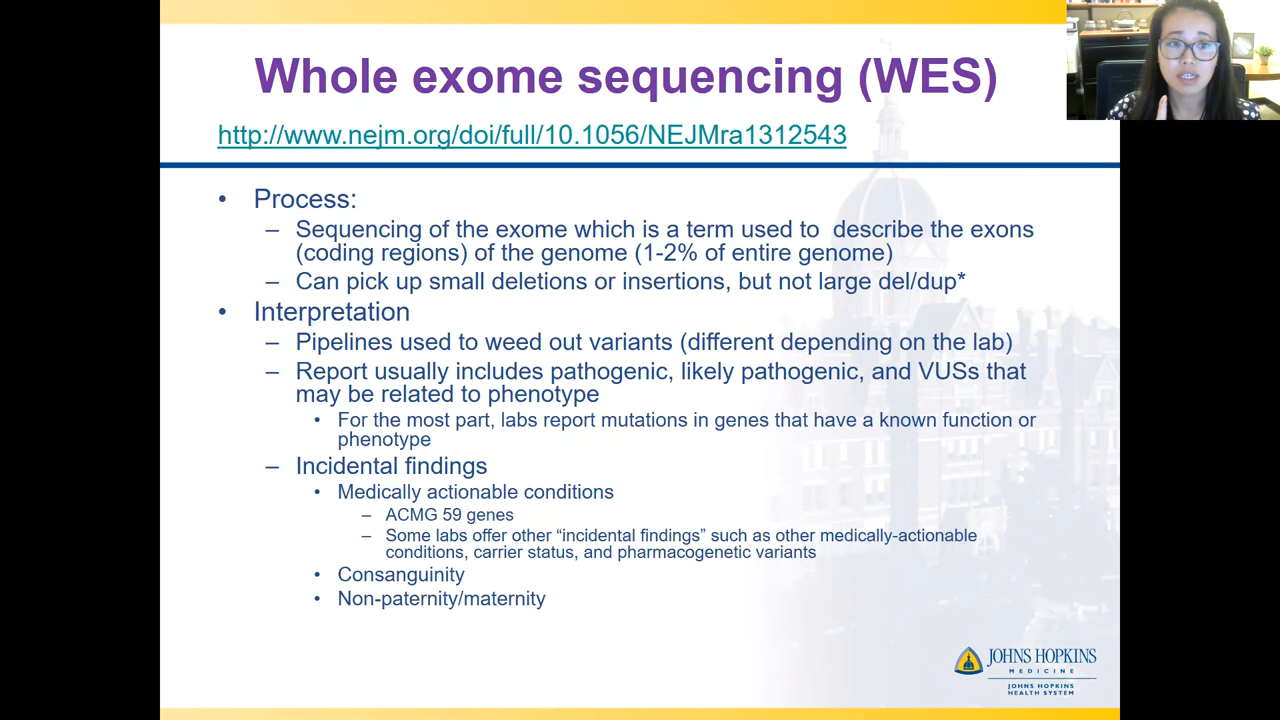 Whole exome sequencing (WES)
http://www.nejm.org/doi/full/10.1056/NEJMra1312543
• Process:
– Sequencing of the exome which is a term used to describe the exons
(coding regions) of the genome (1-2% of entire genome)
– Can pick up small deletions or insertions, but not large del/dup*
• Interpretation
– Pipelines used to weed out variants (different depending on the lab)
– Report usually includes pathogenic, likely pathogenic, and VUSs that
may be related to phenotype
• For the most part, labs report mutations in genes that have a known function or
phenotype
– Incidental findings
• Medically actionable conditions
– ACMG 59 genes
– Some labs offer other “incidental findings” such as other medically-actionable
conditions, carrier status, and pharmacogenetic variants
• Consanguinity
• Non-paternity/maternity
JOHNS HOPKINS
MEDICINE
JOHNS HOPKINS
HEALTH SYSTEM